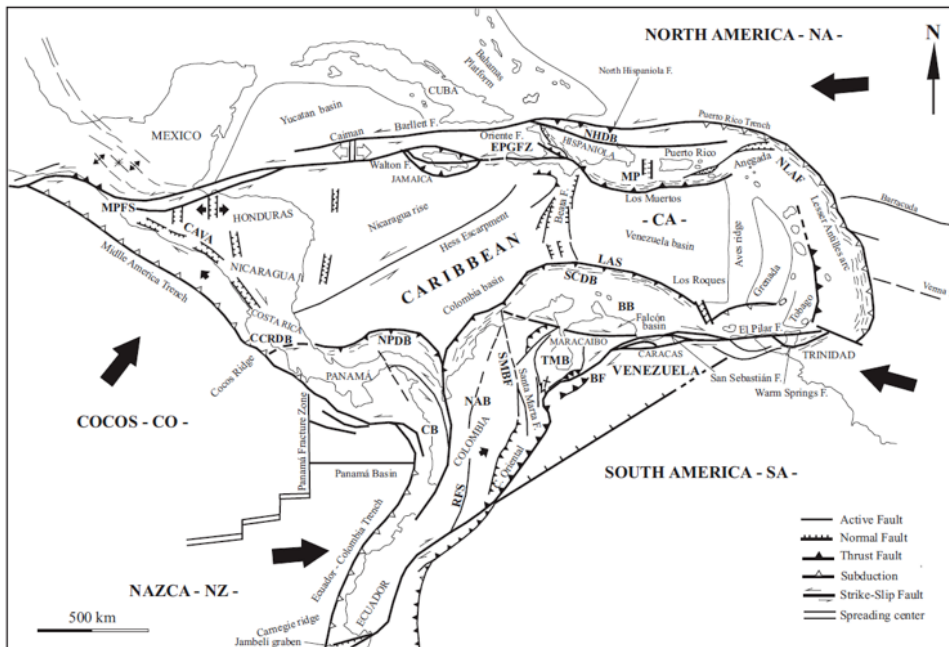 NORTH AMERICA - NA -
N
North Hispaniola F.
Bahamas
Platform
CUBA
Yucatan basin
MEXICO
Caiman
Barllen F.
Oriente F.
EPGFZ
NHDB
HISPANIOLA
Puerto Rico Trench
Puerto Rico
Anegada
NLAF
MP
Walton F.
JAMAICA
Los Muertos
Lesser Antilles arc
Barracoda
MPFS
HONDURAS
CAVA
Nicaragua rise
Beata F.
- CA -
Venezuela basin
Aves ridge
Hess Escarpment
CARIBBEAN
NICARAGUA
Midlle America Trench
LAS
Los Roques
Grenada
Vema
Colombia basin
SCDB
BB
Falcón
basin
Tobago
El Pilar F.
COSTA RICA
CCRDB
NPDB
MARACAIBO
CARACAS
TRINIDAD
Cocos Ridge
PANAMÁ
SMBF
TMB
BF
VENEZUELA
San Sebastián F.
Warm Springs F.
Santa Marta F.
NAB
COCOS - CO -
Panamá Fracture Zone
CB
COLOMBIA
F. Oriental
SOUTH AMERICA - SA -
Panamá Basin
RFS
Ecuador - Colombia Trench
Active Fault
Normal Fault
Thrust Fault
Subduction
Strike-Slip Fault
Spreading center
NAZCA - NZ -
ECUADOR
500 km
Carnegie ridge
Jambelí graben